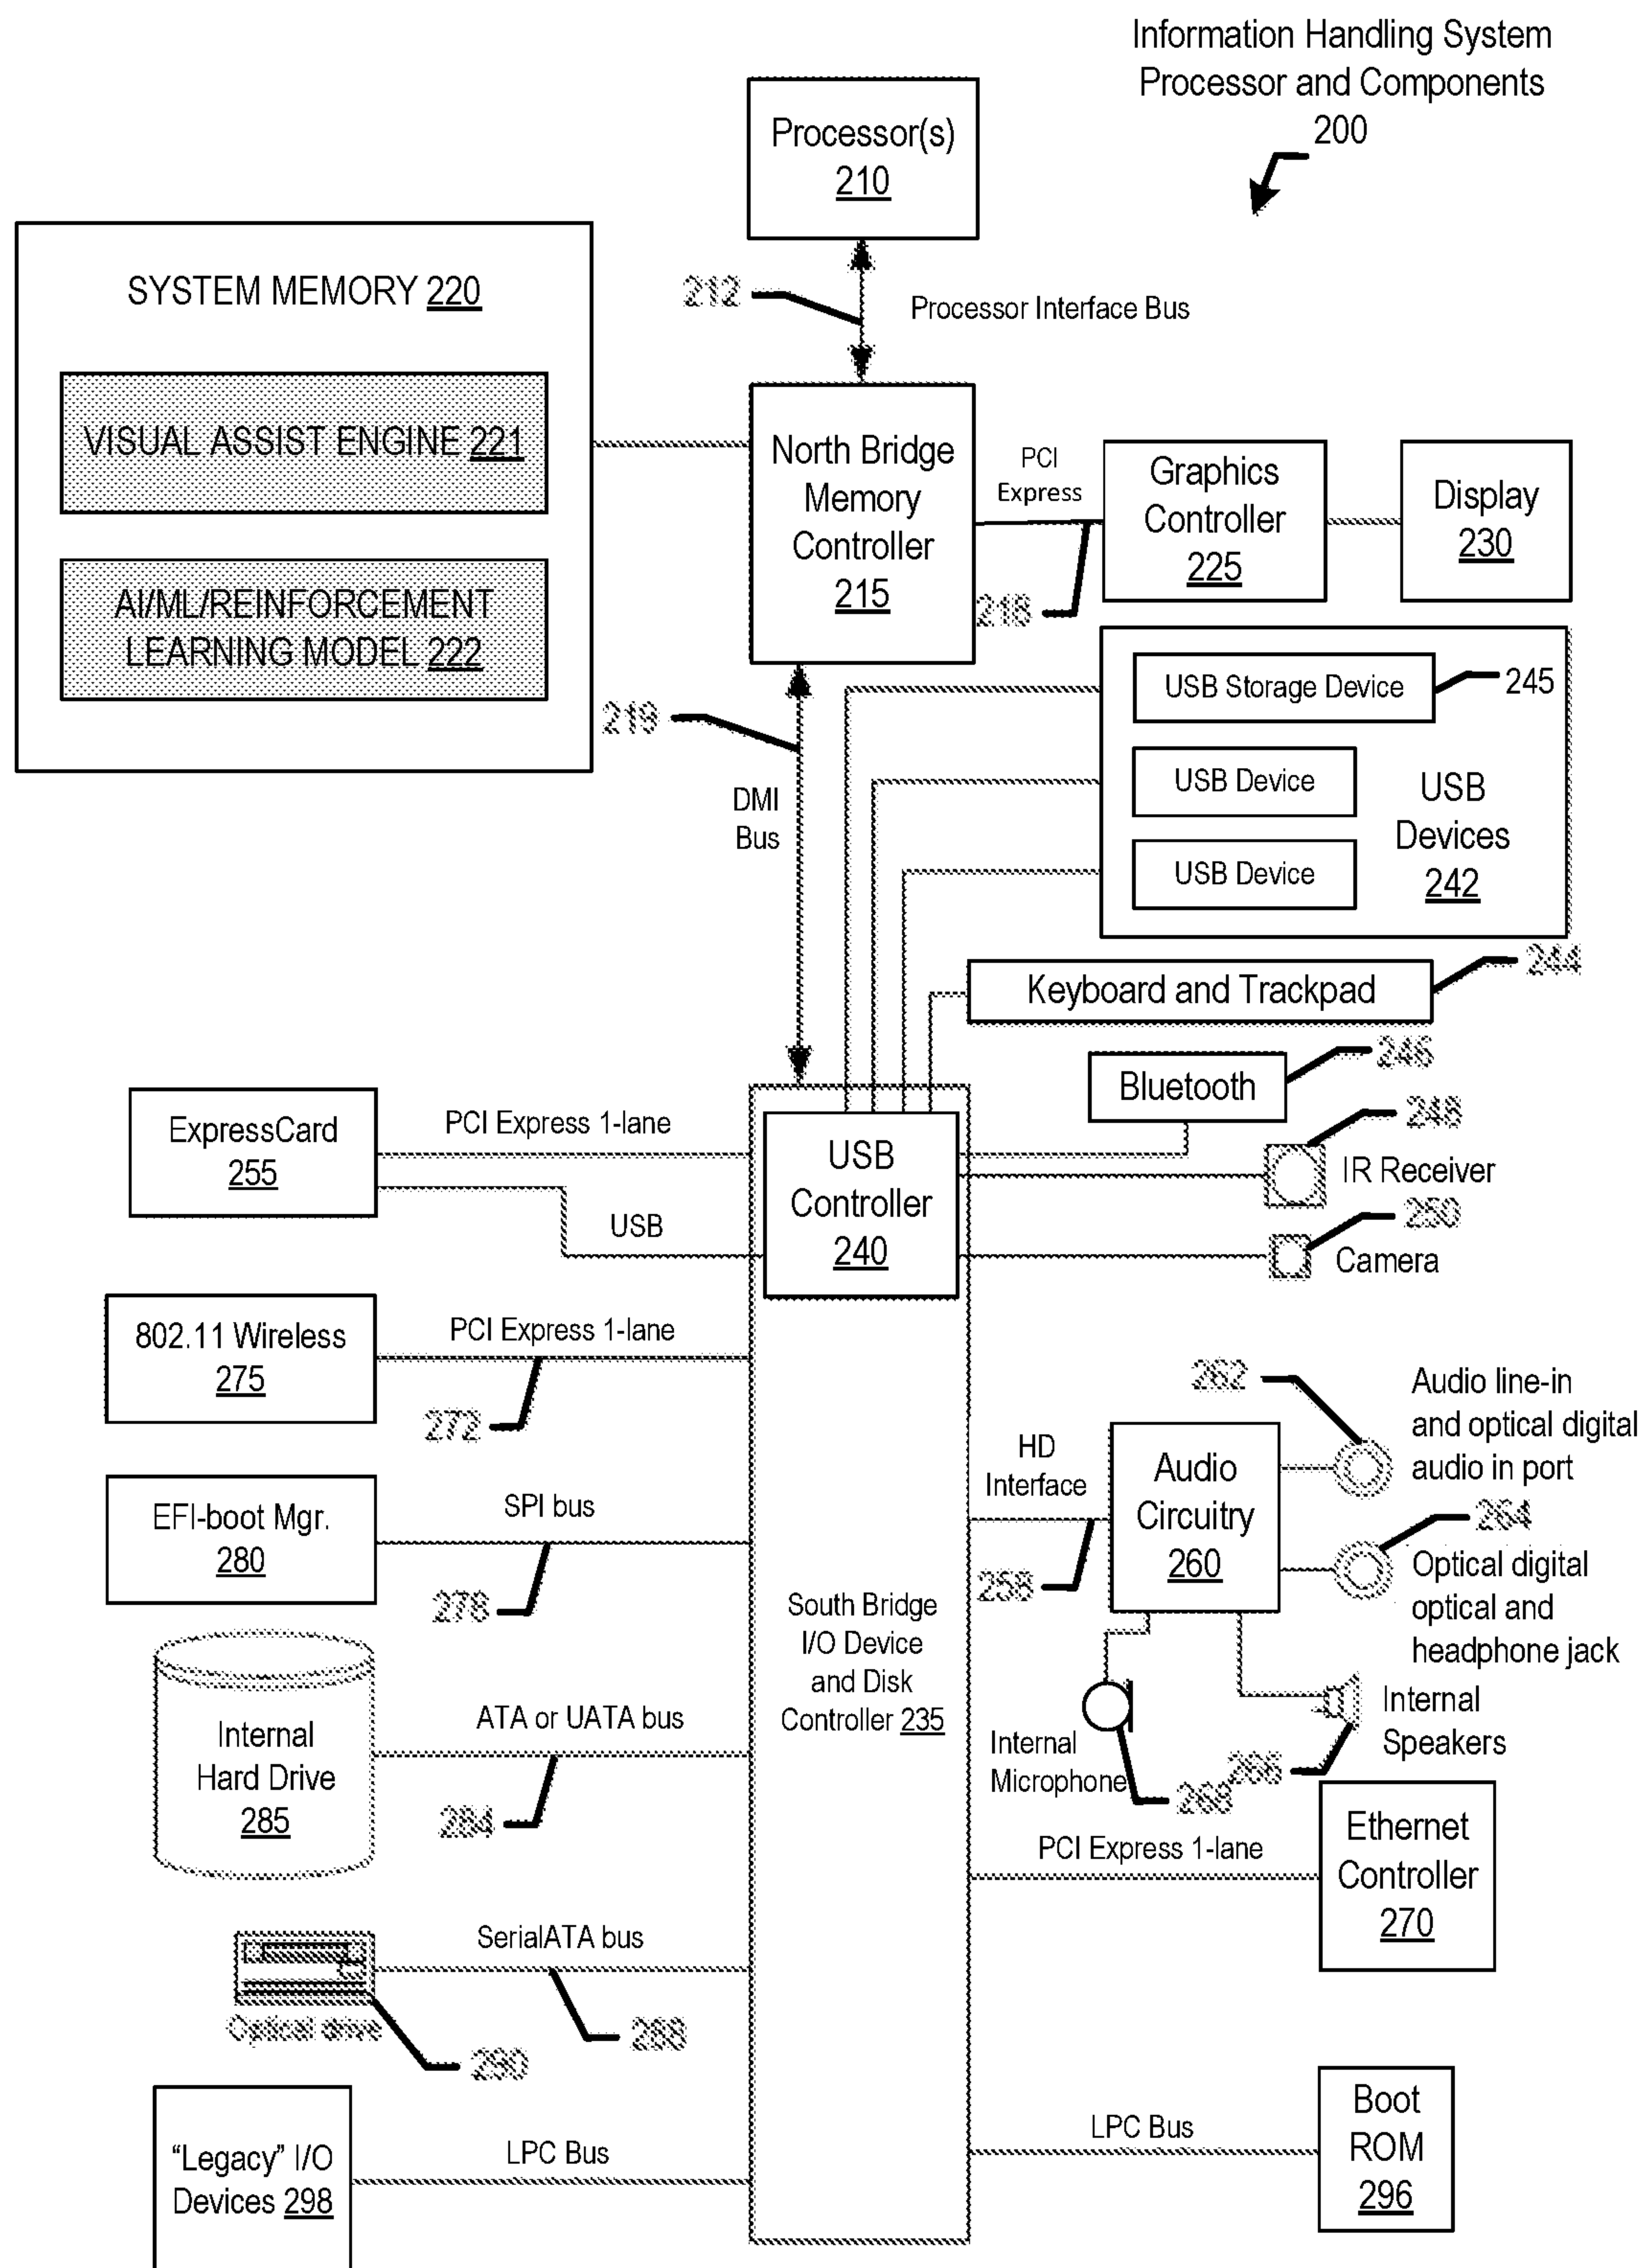 Information Handling System
Processor and Components
200
Processor(s)
210
212
Processor Interface Bus
SYSTEM MEMORY 220
VISUAL ASSIST ENGINE 221
AI/ML/REINFORCEMENT
LEARNING MODEL 222
North Bridge
Memory
Controller
215
PCI
Express
218
Graphics
Controller
225
Display
230
219
DMI
Bus
USB Storage Device
245
USB Device
USB Device
USB
Devices
242
Keyboard and Trackpad
244
Bluetooth
246
248
IR Receiver
250
Camera
ExpressCard
255
PCI Express 1-lane
USB
USB
Controller
240
802.11 Wireless
275
PCI Express 1-lane
272
EFI-boot Mgr.
280
SPI bus
278
Internal
Hard Drive
285
ATA or UATA bus
284
South Bridge
I/O Device
and Disk
Controller 235
HD
Interface
258
Audio
Circuitry
260
262
Audio line-in
and optical digital
audio in port
264
Optical digital
optical and
headphone jack
Internal
Microphone
268
266
Internal
Speakers
PCI Express 1-lane
Ethernet
Controller
270
SerialATA bus
288
Optical drive
290
"Legacy" I/O
Devices 298
LPC Bus
LPC Bus
Boot
ROM
296